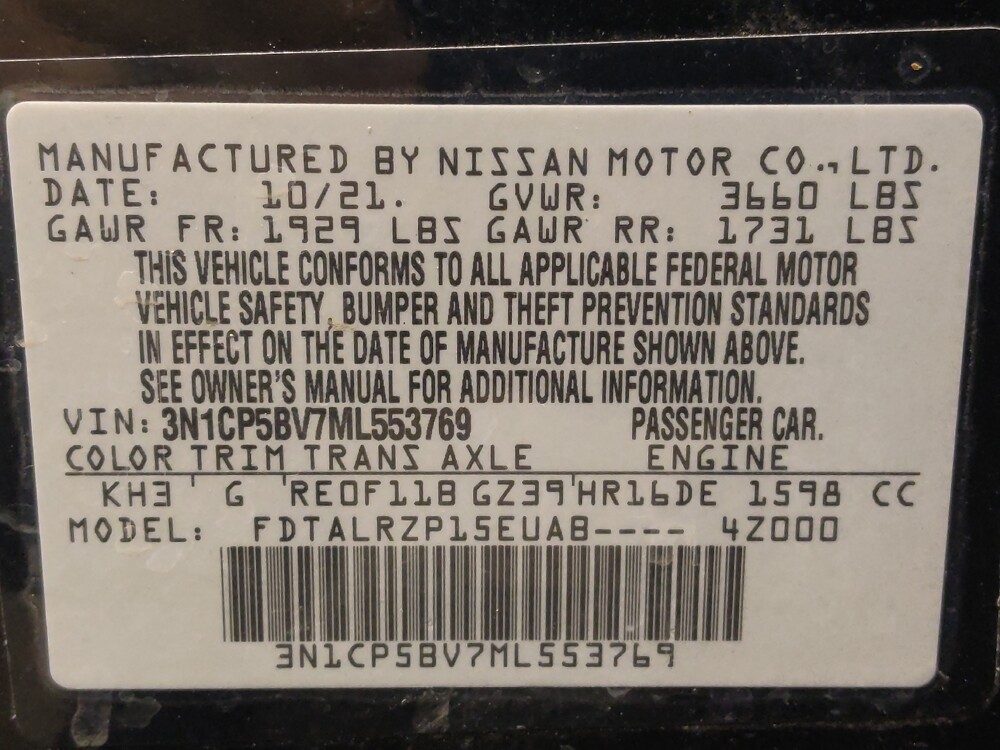 MANUFACTURED BY NISSAN MOTOR CO., LTD.
DATE: 10/21. GVWR: 3660 LBS
GAWR FR: 1929 LBS GAWR RR: 1731 LBS
THIS VEHICLE CONFORMS TO ALL APPLICABLE FEDERAL MOTOR
VEHICLE SAFETY, BUMPER AND THEFT PREVENTION STANDARDS
IN EFFECT ON THE DATE OF MANUFACTURE SHOWN ABOVE.
SEE OWNER'S MANUAL FOR ADDITIONAL INFORMATION.
VIN: 3N1CP5BV7ML553769 PASSENGER CAR.
COLOR TRIM TRANS AXLE ENGINE
KH3 ' G 'RE0F11B GZ39'HR16DE 1598 CC
MODEL: FDTALRZP15EUAB---- 4Z000
3N1CP5BV7ML553769